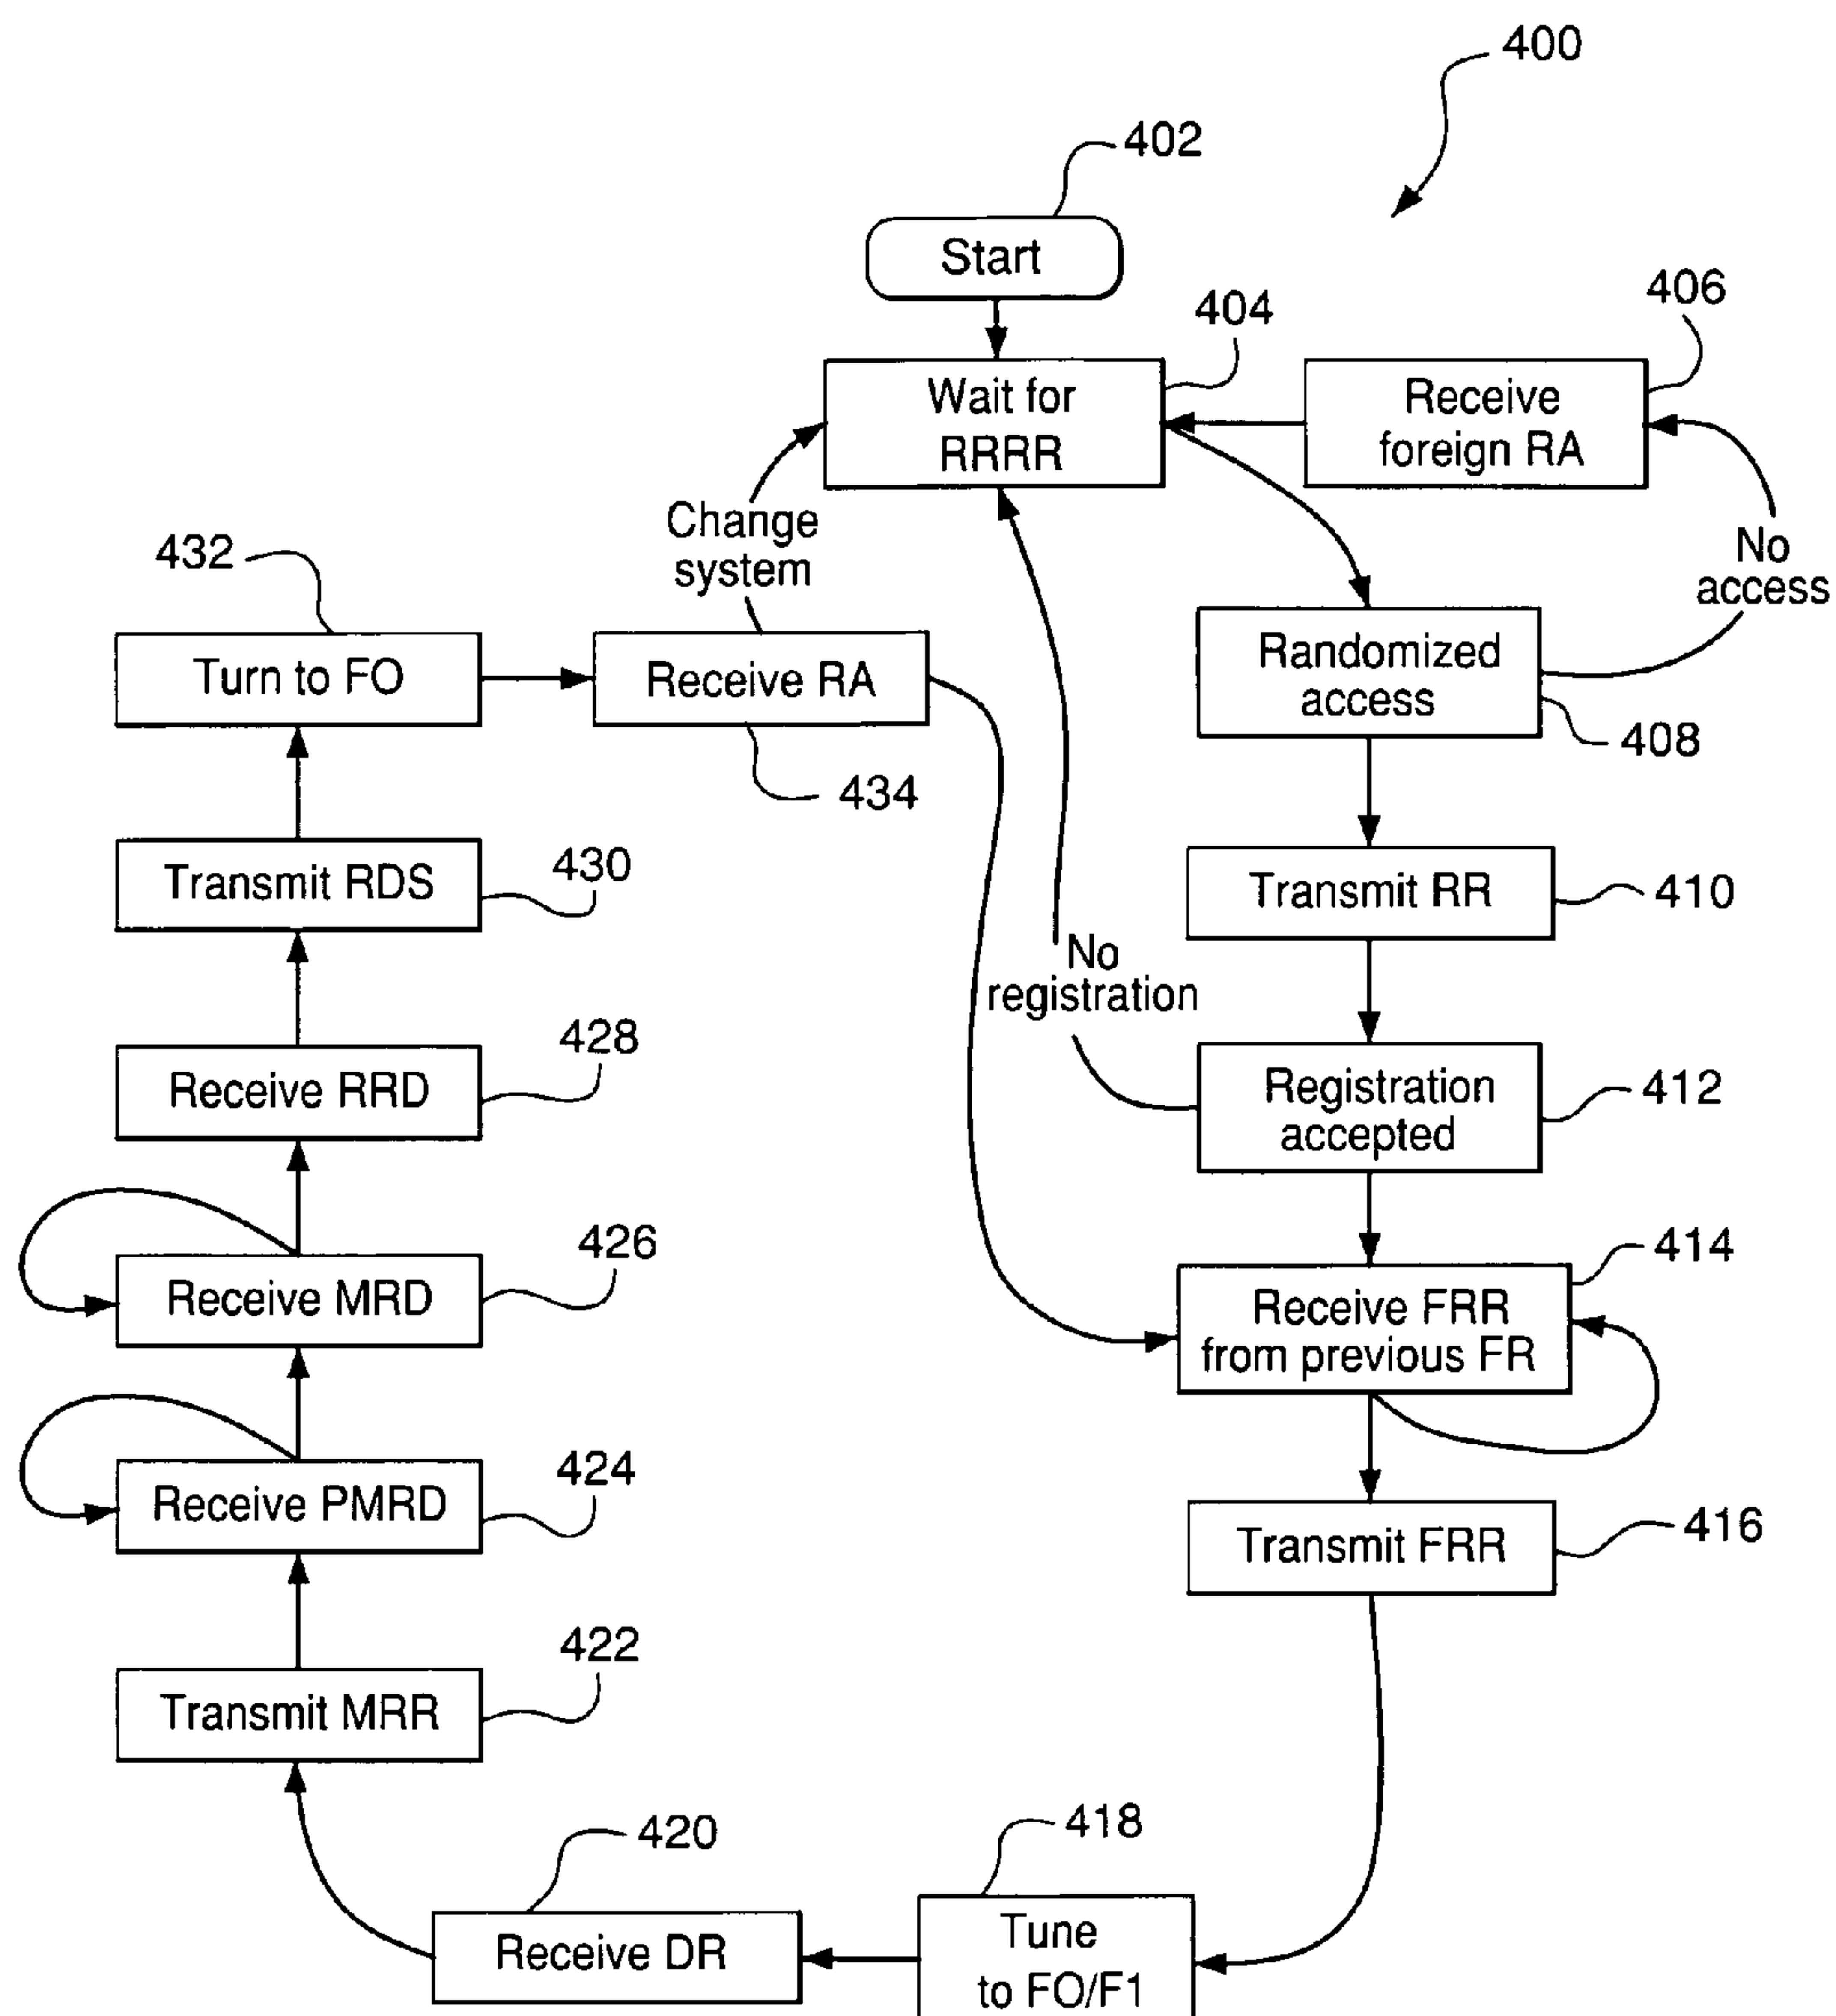 400
402
Start
404
406
Wait for
RRRR
Receive
foreign RA
Change
system
No
access
432
Turn to FO
Receive RA
434
Randomized
access
408
Transmit RDS
430
Transmit RR
410
No
registration
Receive RRD
428
Registration
accepted
412
Receive MRD
426
Receive FRR
from previous FR
414
Receive PMRD
424
Transmit FRR
416
Transmit MRR
422
420
Receive DR
418
Tune
to FO/F1